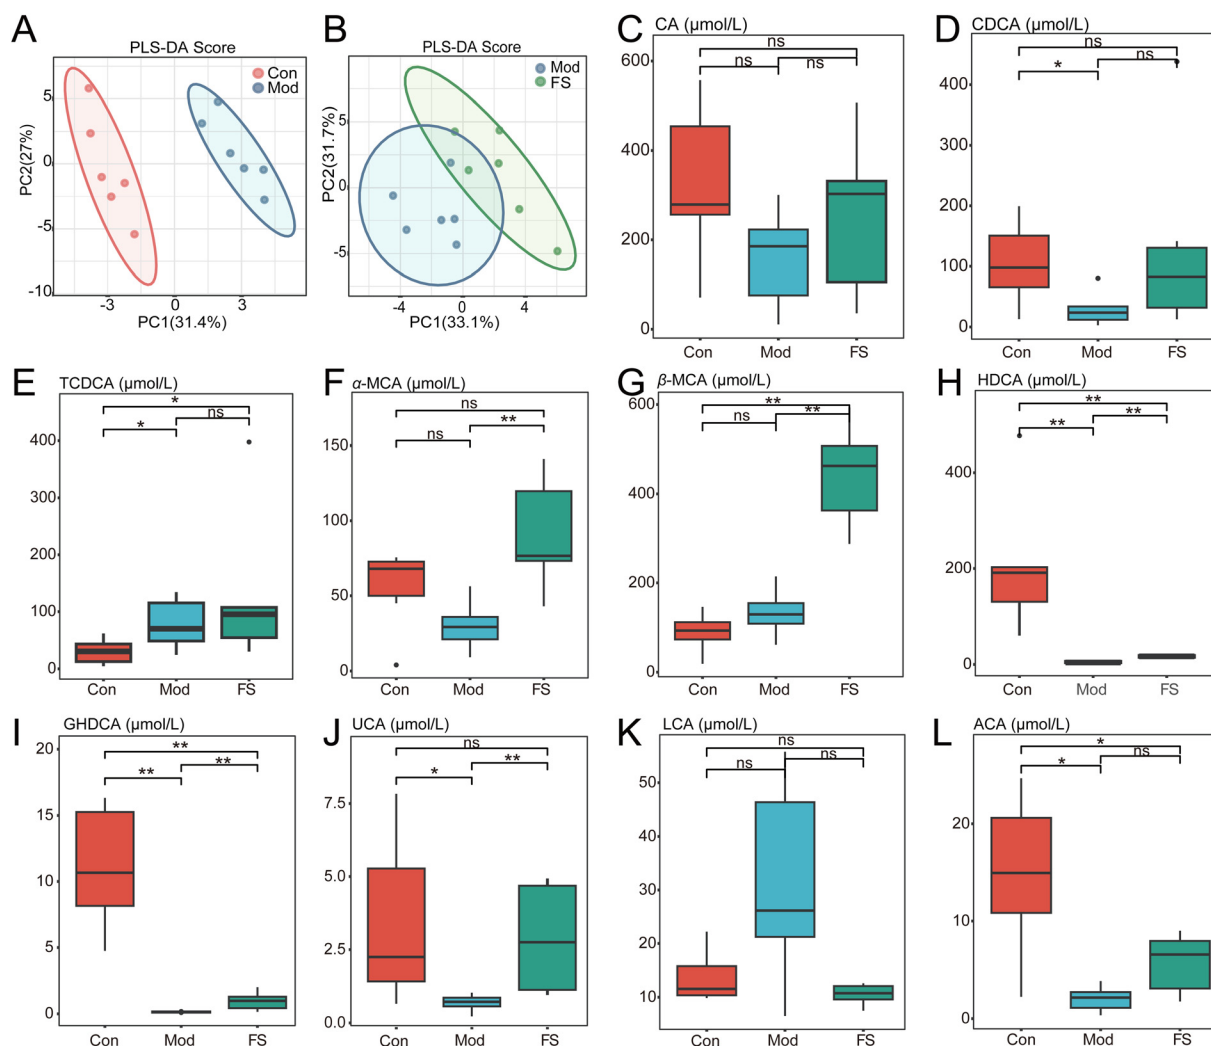 A
PLS-DA Score
Con
Mod
5
0
-5
-10
PC2(27%)
-3
0
3
PC1(31.4%)
B
PLS-DA Score
Mod
FS
5
0
-5
PC2(31.7%)
-4
0
4
PC1(33.1%)
C
CA (μmol/L)
ns
ns
ns
600
400
200
0
Con
Mod
FS
D
CDCA (μmol/L)
ns
*
ns
400
200
100
0
Con
Mod
FS
E
TCDCA (μmol/L)
*
ns
*
400
300
200
100
0
Con
Mod
FS
F
α-MCA (μmol/L)
ns
**
ns
150
100
50
0
Con
Mod
FS
G
β-MCA (μmol/L)
**
ns
**
600
400
200
0
Con
Mod
FS
H
HDCA (μmol/L)
**
**
**
400
200
0
Con
Mod
FS
I
GHDCA (μmol/L)
**
**
**
20
15
10
5
0
Con
Mod
FS
J
UCA (μmol/L)
ns
*
**
7.5
5.0
2.5
0.0
Con
Mod
FS
K
LCA (μmol/L)
ns
ns
ns
50
40
30
20
10
Con
Mod
FS
L
ACA (μmol/L)
*
ns
*
20
10
0
Con
Mod
FS